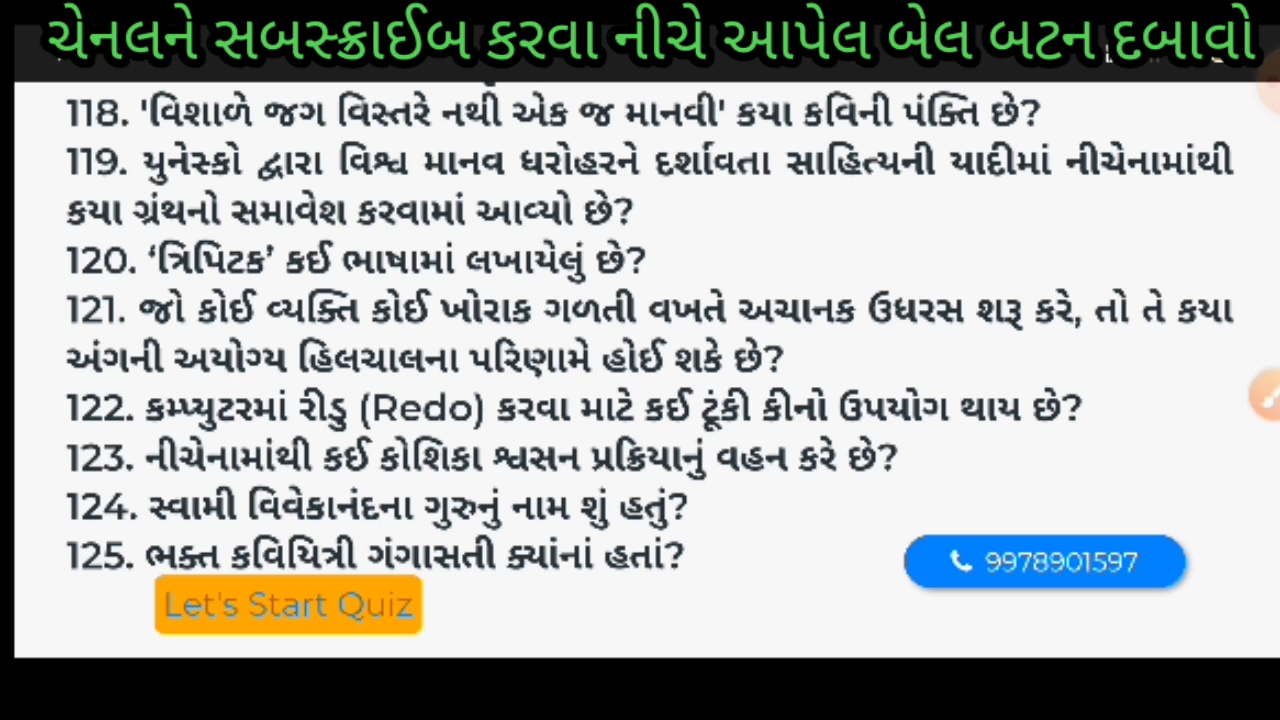 ચેનલને સબસ્ક્રાઈબ કરવા નીચે આપેલ બેલ બટન દબાવો
118. 'વિશાળે જગ વિસ્તરે નથી એક જ માનવી' કયા કવિની પંક્તિ છે?
119. યુનેસ્કો દ્વારા વિશ્વ માનવ ધરોહરને દર્શાવતા સાહિત્યની યાદીમાં નીચેનામાંથી
કયા ગ્રંથનો સમાવેશ કરવામાં આવ્યો છે?
120. ‘ત્રિપિટક’ કઈ ભાષામાં લખાયેલું છે?
121. જો કોઈ વ્યક્તિ કોઈ ખોરાક ગળતી વખતે અચાનક ઉધરસ શરૂ કરે, તો તે કયા
અંગની અયોગ્ય હિલચાલના પરિણામે હોઈ શકે છે?
122. કમ્પ્યુટરમાં રીડુ (Redo) કરવા માટે કઈ ટૂંકી કીનો ઉપયોગ થાય છે?
123. નીચેનામાંથી કઈ કોશિકા શ્વસન પ્રક્રિયાનું વહન કરે છે?
124. સ્વામી વિવેકાનંદના ગુરુનું નામ શું હતું?
125. ભક્ત કવિયિત્રી ગંગાસતી ક્યાંનાં હતાં?
9978901597
Let's Start Quiz